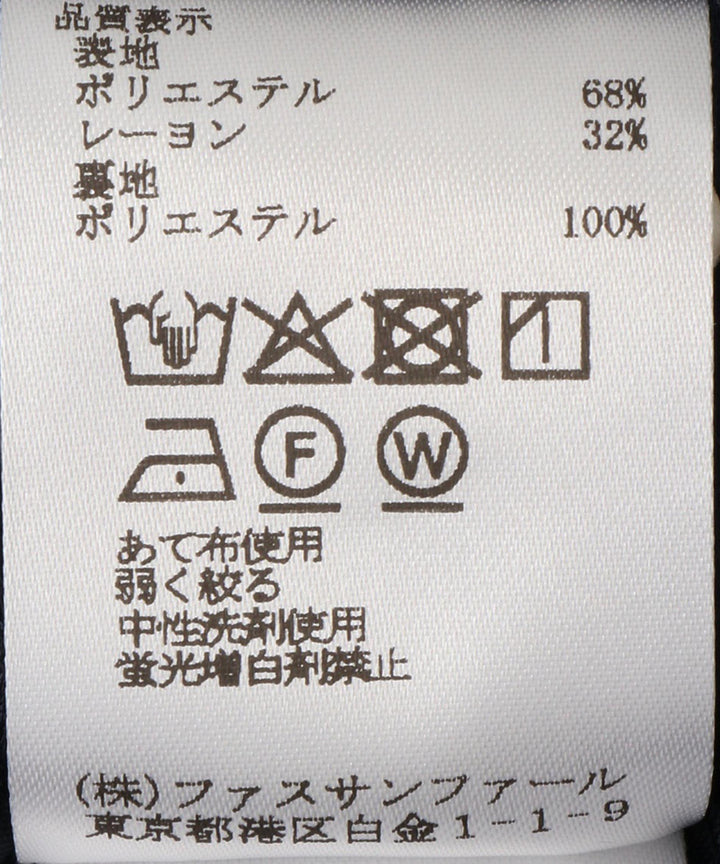 品質表示
表地
ポリエステル 68%
レーヨン 32%
裏地
ポリエステル 100%
F W
あて布使用
弱く絞る
中性洗剤使用
蛍光増白剤禁止
(株)ファスサンファール
東京都港区白金1-1-9